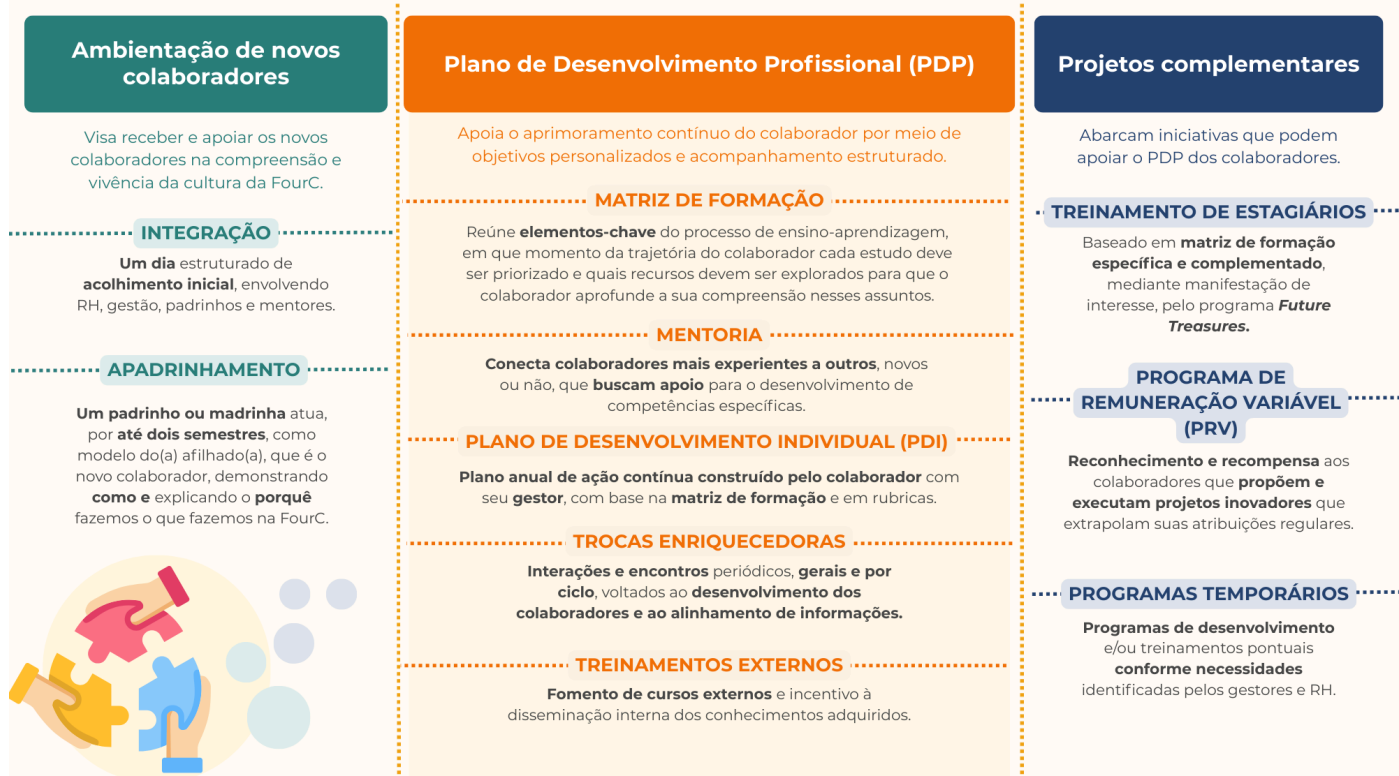 Ambientação de novos
colaboradores
Visa receber e apoiar os novos
colaboradores na compreensão e
vivência da cultura da FourC.
INTEGRAÇÃO
Um dia estruturado de
acolhimento inicial, envolvendo
RH, gestão, padrinhos e mentores.
APADRINHAMENTO
Um padrinho ou madrinha atua,
por até dois semestres, como
modelo do(a) afilhado(a), que é o
novo colaborador, demonstrando
como e explicando o porquê
fazemos o que fazemos na FourC.
Plano de Desenvolvimento Profissional (PDP)
Apoia o aprimoramento contínuo do colaborador por meio de
objetivos personalizados e acompanhamento estruturado.
MATRIZ DE FORMAÇÃO
Reúne elementos-chave do processo de ensino-aprendizagem,
em que momento da trajetória do colaborador cada estudo deve
ser priorizado e quais recursos devem ser explorados para que o
colaborador aprofunde a sua compreensão nesses assuntos.
MENTORIA
Conecta colaboradores mais experientes a outros, novos
ou não, que buscam apoio para o desenvolvimento de
competências específicas.
PLANO DE DESENVOLVIMENTO INDIVIDUAL (PDI)
Plano anual de ação contínua construído pelo colaborador com
seu gestor, com base na matriz de formação e em rubricas.
TROCAS ENRIQUECEDORAS
Interações e encontros periódicos, gerais e por
ciclo, voltados ao desenvolvimento dos
colaboradores e ao alinhamento de informações.
TREINAMENTOS EXTERNOS
Fomento de cursos externos e incentivo à
disseminação interna dos conhecimentos adquiridos.
Projetos complementares
Abarcam iniciativas que podem
apoiar o PDP dos colaboradores.
TREINAMENTO DE ESTAGIÁRIOS
Baseado em matriz de formação
específica e complementado,
mediante manifestação de
interesse, pelo programa Future
Treasures.
PROGRAMA DE
REMUNERAÇÃO VARIÁVEL
(PRV)
Reconhecimento e recompensa aos
colaboradores que propõem e
executam projetos inovadores que
extrapolam suas atribuições regulares.
PROGRAMAS TEMPORÁRIOS
Programas de desenvolvimento
e/ou treinamentos pontuais
conforme necessidades
identificadas pelos gestores e RH.